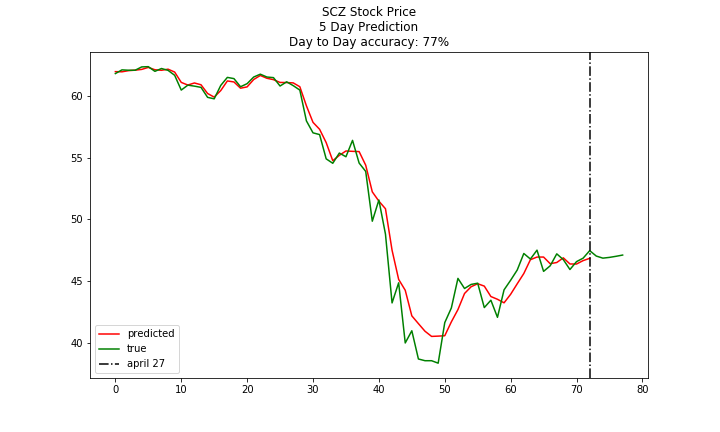 SCZ Stock Price
5 Day Prediction
Day to Day accuracy: 77%
60
55
50
45
40
predicted
true
april 27
0 10 20 30 40 50 60 70 80